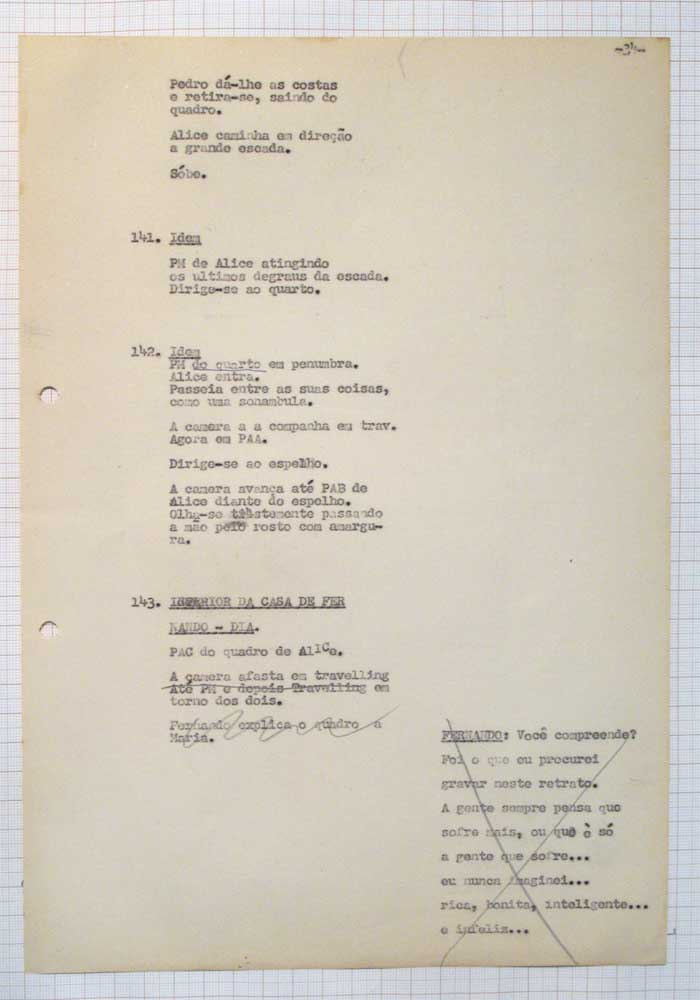 -24-
Pedro dá-lhe as costas
e retira-se, saindo do
quadro.
Alice caminha em direção
a grande escada.
Sóbe.
141. Idem
PM de Alice atingindo
os ultimos degraus da escada.
Dirige-se ao quarto.
142. Idem
PM do quarto em penumbra.
Alice entra.
Passeia entre as suas coisas,
como uma sonambula.
A camera a a companha em trav.
Agora em PAA.
Dirige-se ao espelho.
A camera avança até PAB de
Alice diante do espelho.
Olha-se tristemente passando
a mão pelo rosto com amargu-
ra.
143. INTERIOR DA CASA DE FER
NANDO - DIA.
PAC do quadro de Alice.
A camera afasta em travelling
Até PM e depois Travelling em
torno dos dois.
Fernando explica o quadro a
Maria.
FERNANDO: Você compreende?
Foi o que eu procurei
gravar neste retrato.
A gente sempre pensa que
sofre mais, ou que è só
a gente que sofre...
eu nunca imaginei...
rica, bonita, inteligente...
e infeliz...